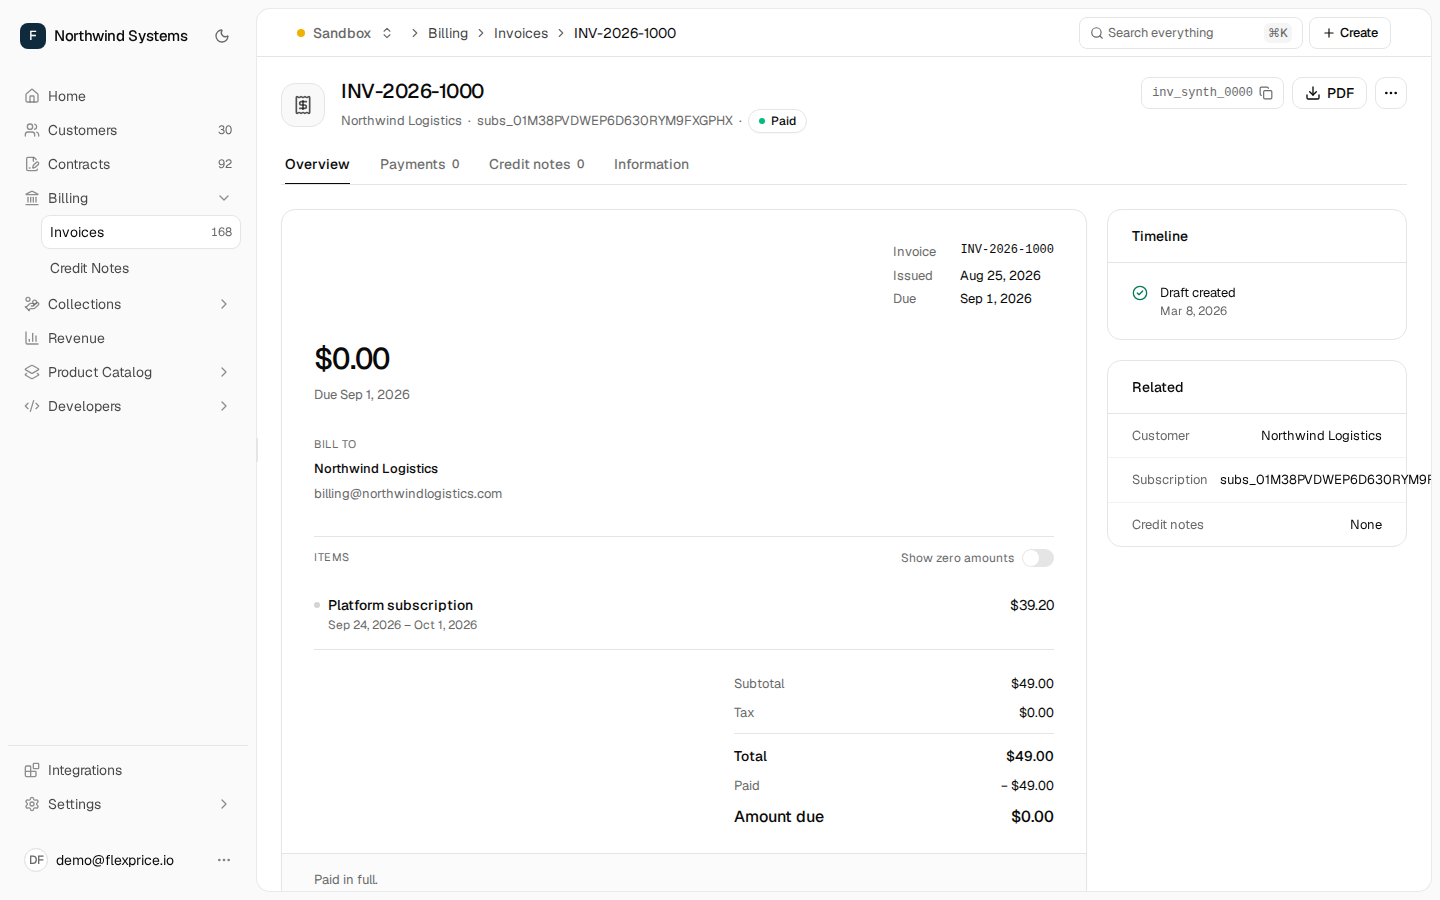 F
Northwind Systems
Home
Customers 30
Contracts 92
Billing
Invoices 168
Credit Notes
Collections
Revenue
Product Catalog
Developers
Integrations
Settings
DF demo@flexprice.io
Sandbox
Billing
Invoices
INV-2026-1000
Search everything ⌘K
Create
INV-2026-1000
Northwind Logistics · subs_01M38PVDWEP6D630RYM9FXGPHX · Paid
inv_synth_0000
PDF
Overview
Payments 0
Credit notes 0
Information
Invoice INV-2026-1000
Issued Aug 25, 2026
Due Sep 1, 2026
$0.00
Due Sep 1, 2026
BILL TO
Northwind Logistics
billing@northwindlogistics.com
ITEMS
Show zero amounts
Platform subscription $39.20
Sep 24, 2026 – Oct 1, 2026
Subtotal $49.00
Tax $0.00
Total $49.00
Paid − $49.00
Amount due $0.00
Paid in full.
Timeline
Draft created
Mar 8, 2026
Related
Customer Northwind Logistics
Subscription subs_01M38PVDWEP6D630RYM9F
Credit notes None